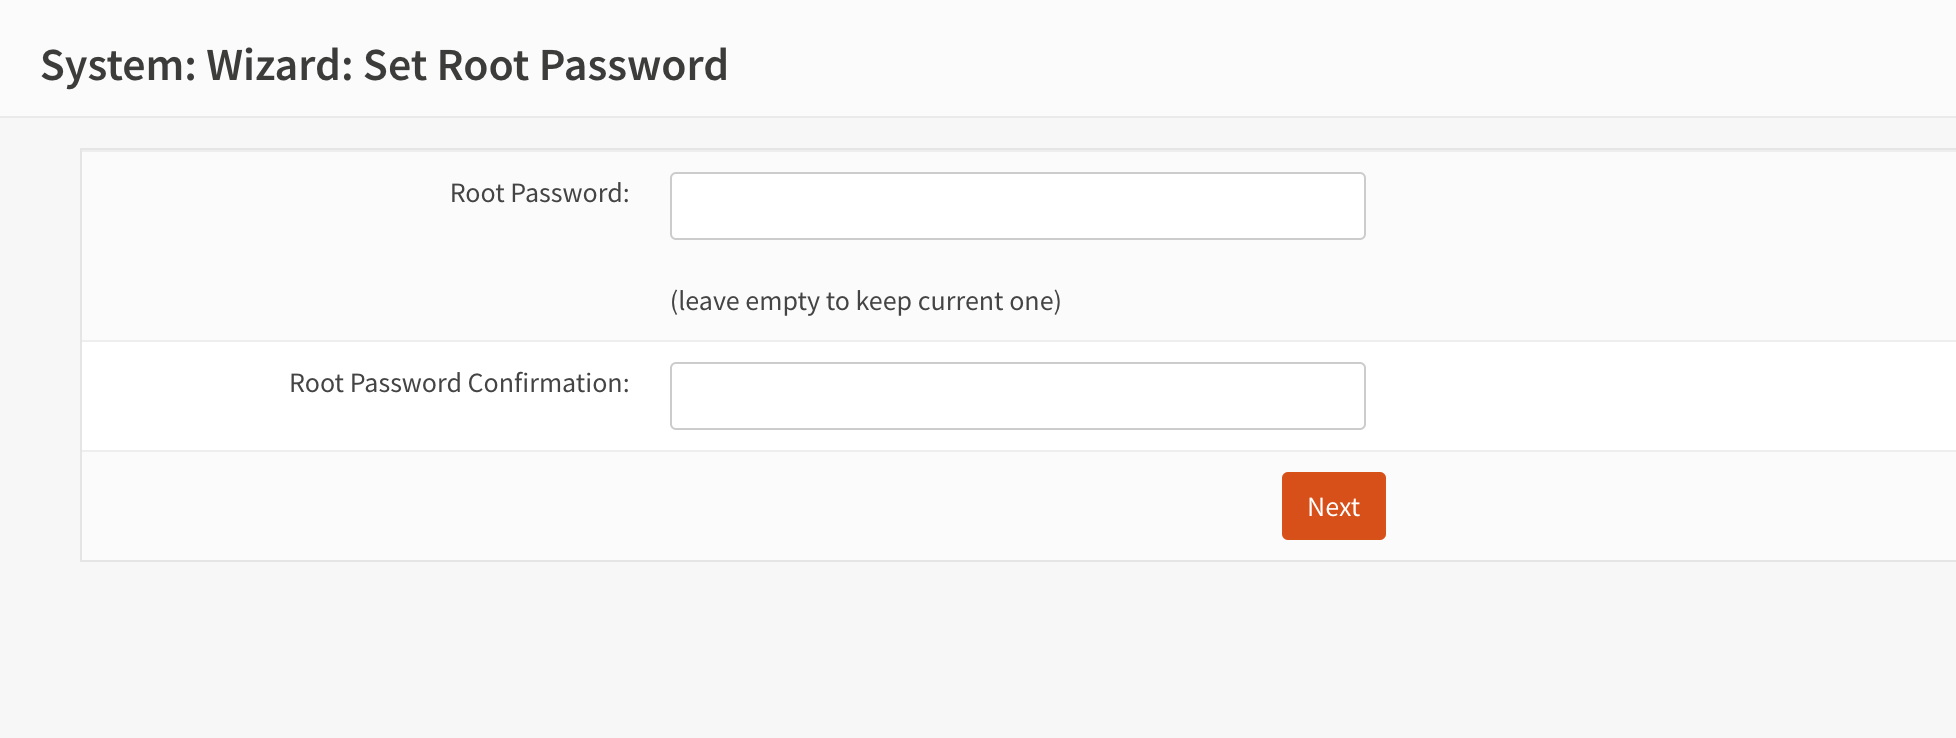 System: Wizard: Set Root Password
Root Password:
(leave empty to keep current one)
Root Password Confirmation:
Next